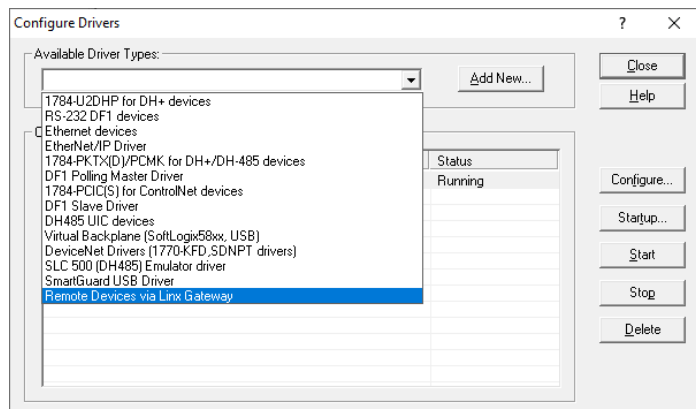 Configure Drivers
? X
Available Driver Types:
Add New...
Close
Help
1784-U2DHP for DH+ devices
RS-232 DF1 devices
Ethernet devices
EtherNet/IP Driver
1784-PKTX(D)/PCMK for DH+/DH-485 devices
DF1 Polling Master Driver
1784-PCIC(S) for ControlNet devices
DF1 Slave Driver
DH485 UIC devices
Virtual Backplane (SoftLogix58xx, USB)
DeviceNet Drivers (1770-KFD,SDNPT drivers)
SLC 500 (DH485) Emulator driver
SmartGuard USB Driver
Remote Devices via Linx Gateway
Status
Running
Configure...
Startup...
Start
Stop
Delete